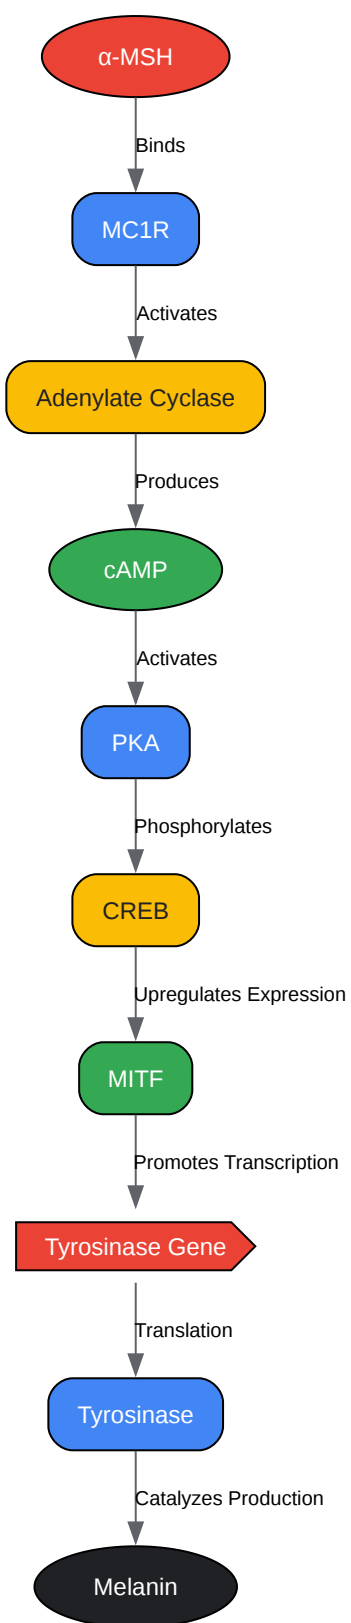 α-MSH
Binds
MC1R
Activates
Adenylate Cyclase
Produces
cAMP
Activates
PKA
Phosphorylates
CREB
Upregulates Expression
MITF
Promotes Transcription
Tyrosinase Gene
Translation
Tyrosinase
Catalyzes Production
Melanin